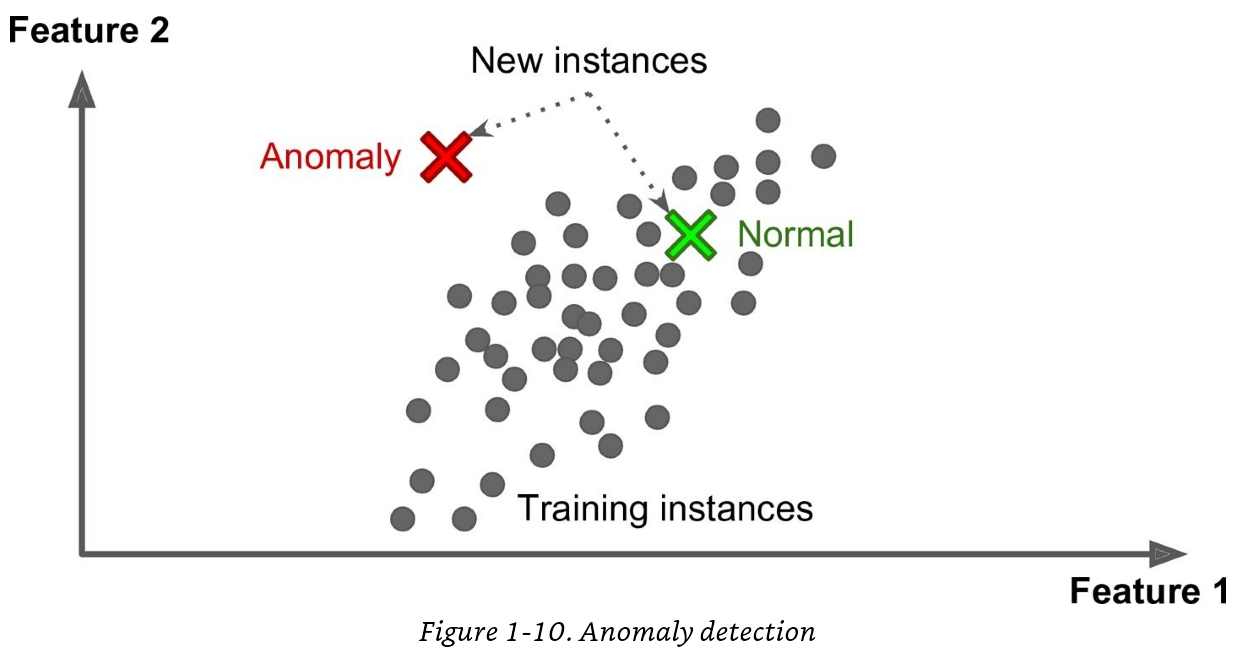 Feature 2
New instances
Anomaly
Normal
Training instances
Feature 1
Figure 1-10. Anomaly detection